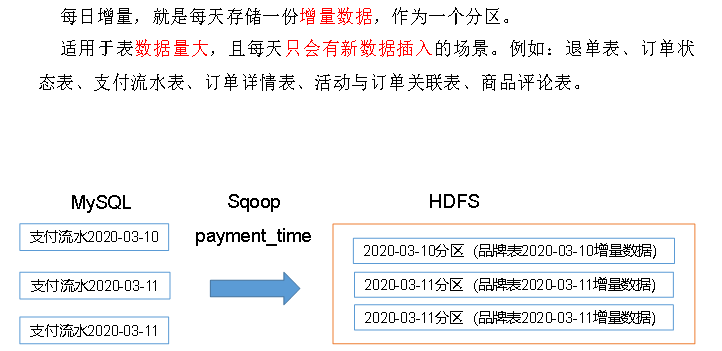 每日增量，就是每天存储一份增量数据，作为一个分区。
适用于表数据量大，且每天只会有新数据插入的场景。例如：退单表、订单状
态表、支付流水表、订单详情表、活动与订单关联表、商品评论表。
MySQL Sqoop HDFS
支付流水2020-03-10 payment_time
2020-03-10分区（品牌表2020-03-10增量数据)
支付流水2020-03-11 2020-03-11分区（品牌表2020-03-11增量数据)
支付流水2020-03-11 2020-03-11分区（品牌表2020-03-11增量数据)